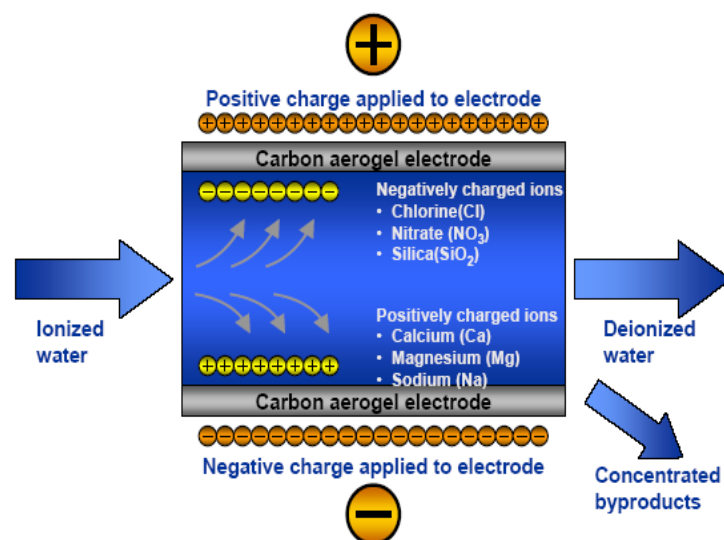 Positive charge applied to electrode
Carbon aerogel electrode
Negatively charged ions
• Chlorine(Cl)
• Nitrate (NO₃)
• Silica(SiO₂)
Ionized
water
Positively charged ions
• Calcium (Ca)
• Magnesium (Mg)
• Sodium (Na)
Deionized
water
Carbon aerogel electrode
Negative charge applied to electrode
Concentrated
byproducts